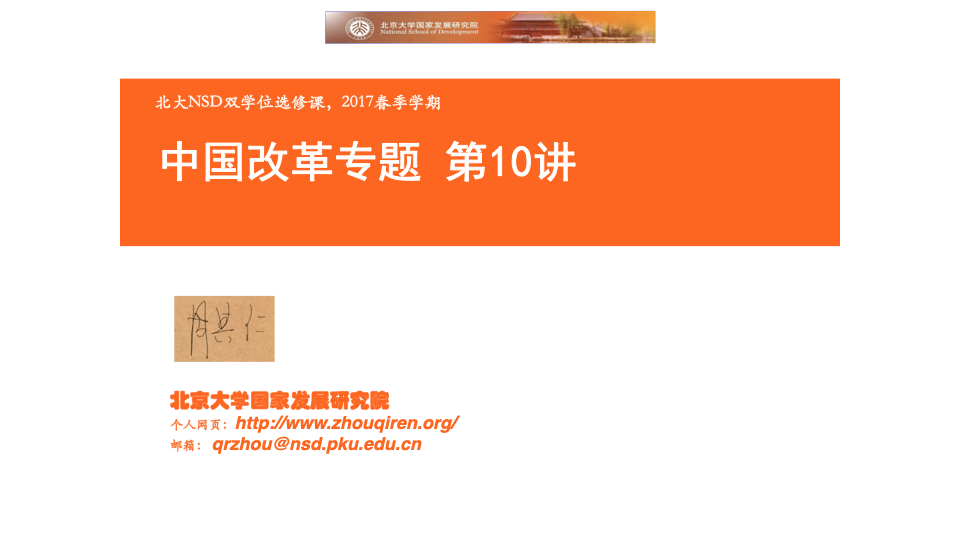 北京大学国家发展研究院
National School of Development
北大NSD双学位选修课，2017春季学期
中国改革专题 第10讲
周其仁
北京大学国家发展研究院
个人网页：http://www.zhouqiren.org/
邮箱： qrzhou@nsd.pku.edu.cn